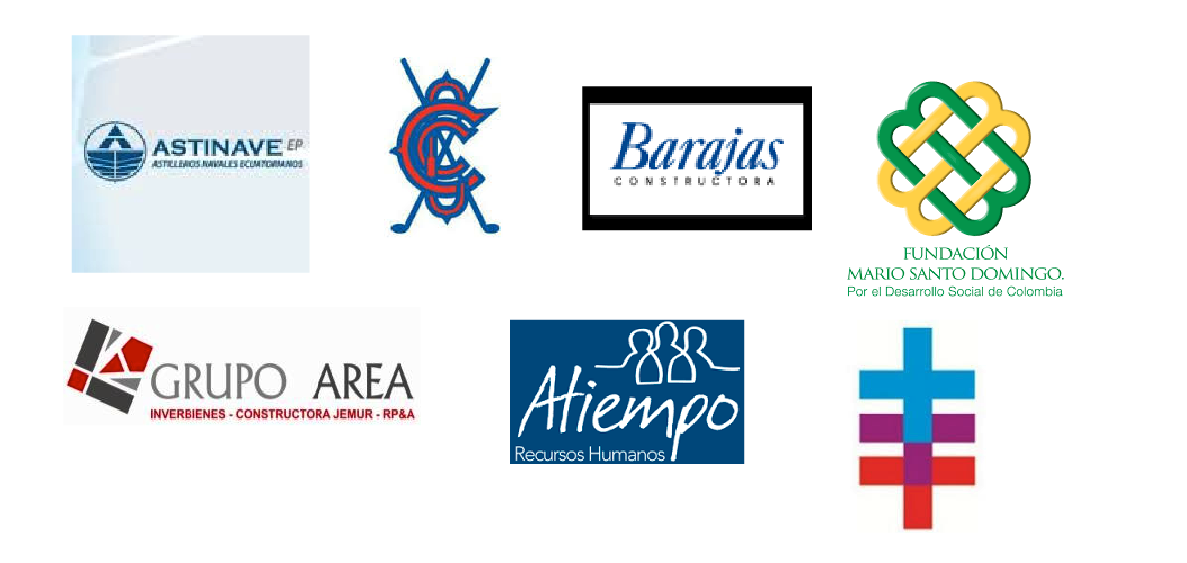 ASTINAVE EP
ASTILLEROS NAVALES ECUATORIANOS
Barajas
CONSTRUCTORA
FUNDACIÓN
MARIO SANTO DOMINGO.
Por el Desarrollo Social de Colombia
GRUPO AREA
INVERBIENES - CONSTRUCTORA JEMUR - RP&A
Atiempo
Recursos Humanos